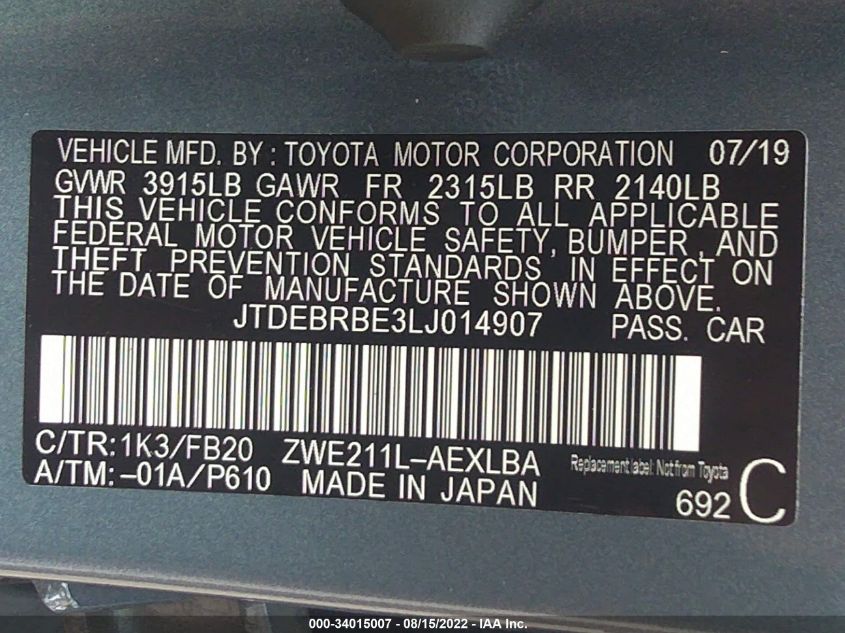 VEHICLE MFD. BY : TOYOTA MOTOR CORPORATION 07/19
GVWR 3915LB GAWR FR 2315LB RR 2140LB
THIS VEHICLE CONFORMS TO ALL APPLICABLE
FEDERAL MOTOR VEHICLE SAFETY, BUMPER, AND
THEFT PREVENTION STANDARDS IN EFFECT ON
THE DATE OF MANUFACTURE SHOWN ABOVE.
JTDEBRBE3LJ014907 PASS. CAR
C/TR: 1K3/FB20 ZWE211L-AEXLBA Replacement label: Not from Toyota C
A/TM: -01A/P610 MADE IN JAPAN 692
000-34015007 - 08/15/2022 - IAA Inc.